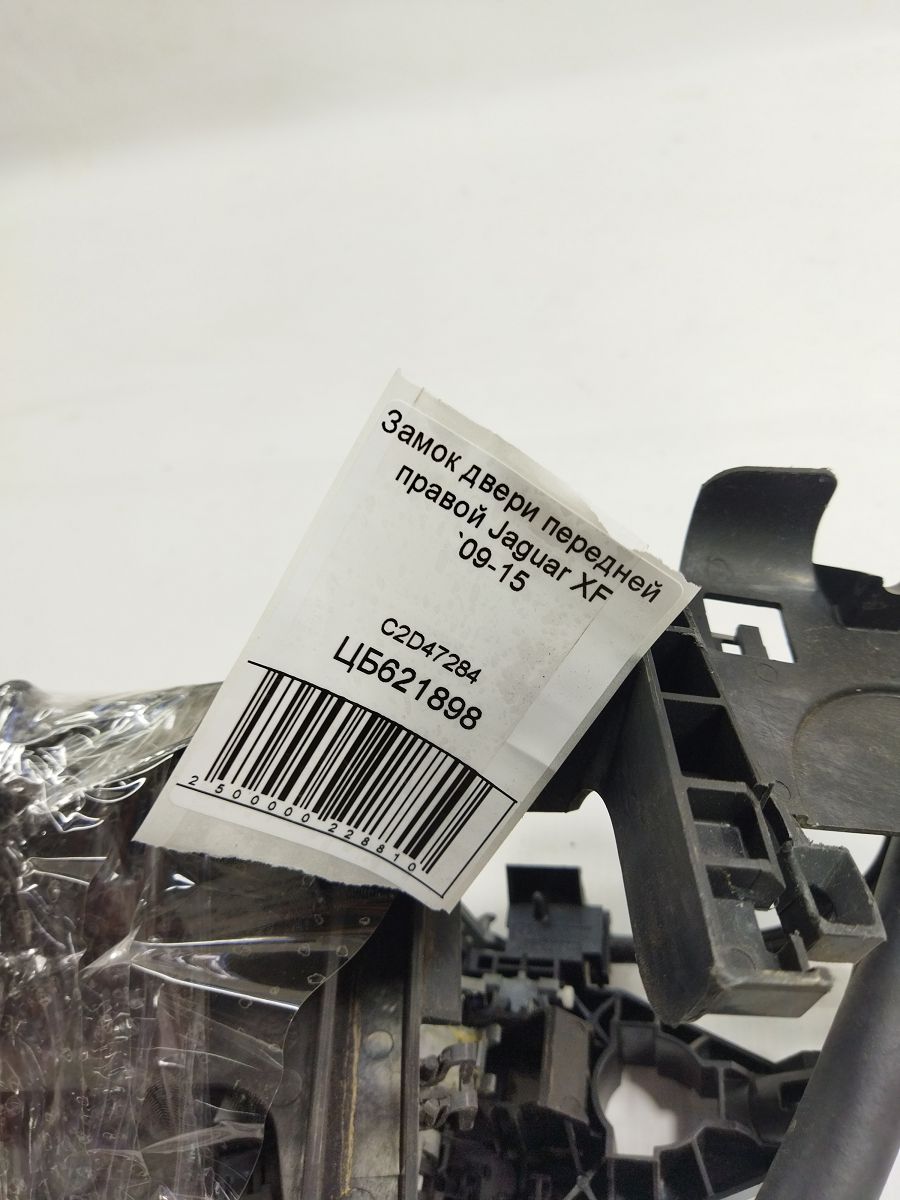 Замок двери передней
правой Jaguar XF
`09-15
C2D47284
ЦБ621898
2500000228810